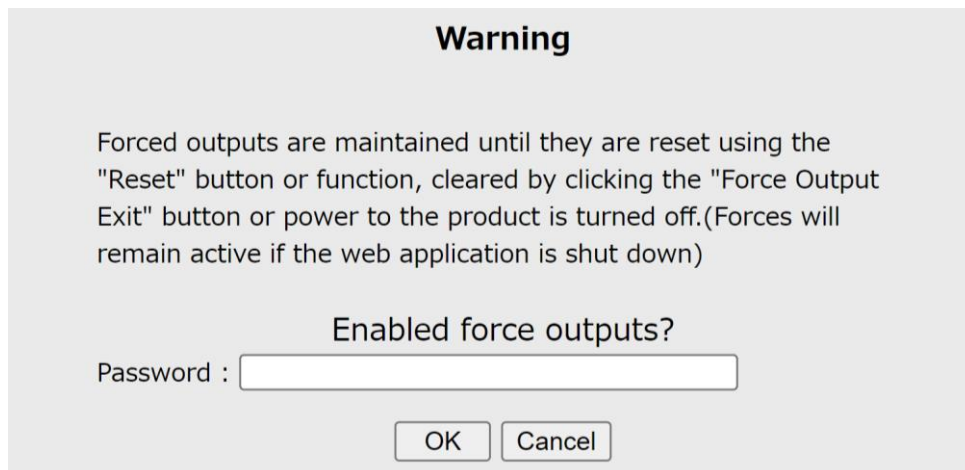 Warning
Forced outputs are maintained until they are reset using the
"Reset" button or function, cleared by clicking the "Force Output
Exit" button or power to the product is turned off.(Forces will
remain active if the web application is shut down)
Enabled force outputs?
Password :
OK Cancel